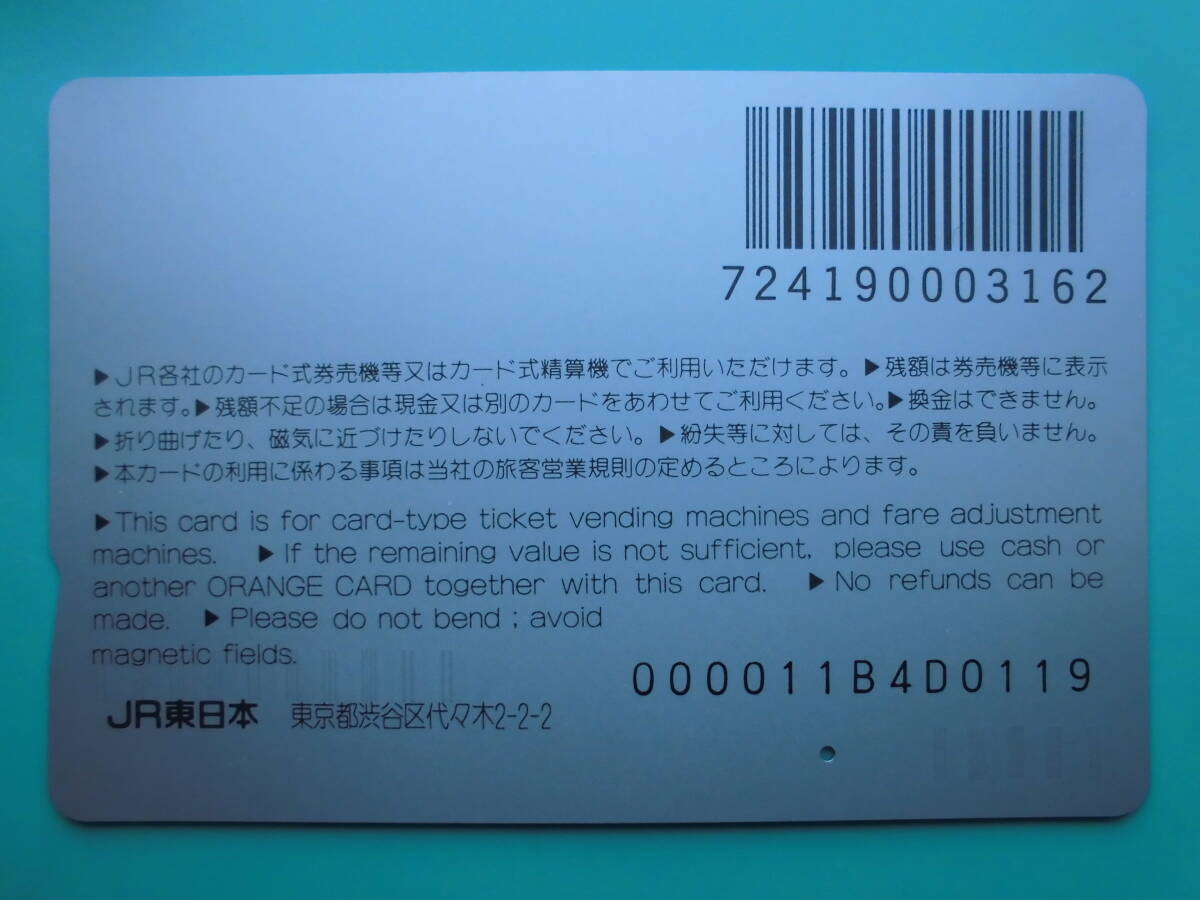 724190003162
▶JR各社のカード式券売機等又はカード式精算機でご利用いただけます。▶残額は券売機等に表示
されます。▶残額不足の場合は現金又は別のカードをあわせてご利用ください。▶換金はできません。
▶折り曲げたり、磁気に近づけたりしないでください。▶紛失等に対しては、その責を負いません。
▶本カードの利用に係わる事項は当社の旅客営業規則の定めるところによります。
▶This card is for card-type ticket vending machines and fare adjustment
machines. ▶If the remaining value is not sufficient, please use cash or
another ORANGE CARD together with this card. ▶No refunds can be
made. ▶Please do not bend ; avoid
magnetic fields.
000011B4D0119
JR東日本 東京都渋谷区代々木2-2-2